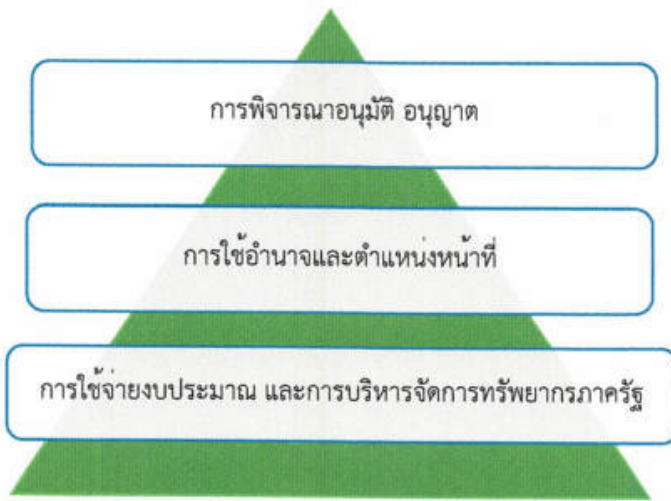 การพิจารณาอนุมัติ อนุญาต
การใช้อำนาจและตำแหน่งหน้าที่
การใช้จ่ายงบประมาณ และการบริหารจัดการทรัพยากรภาครัฐ